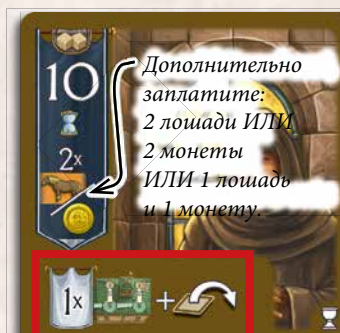 10
Дополнительно
заплатите:
2 лошади ИЛИ
2 монеты
ИЛИ 1 лошадь
и 1 монету.
2x
1x
+